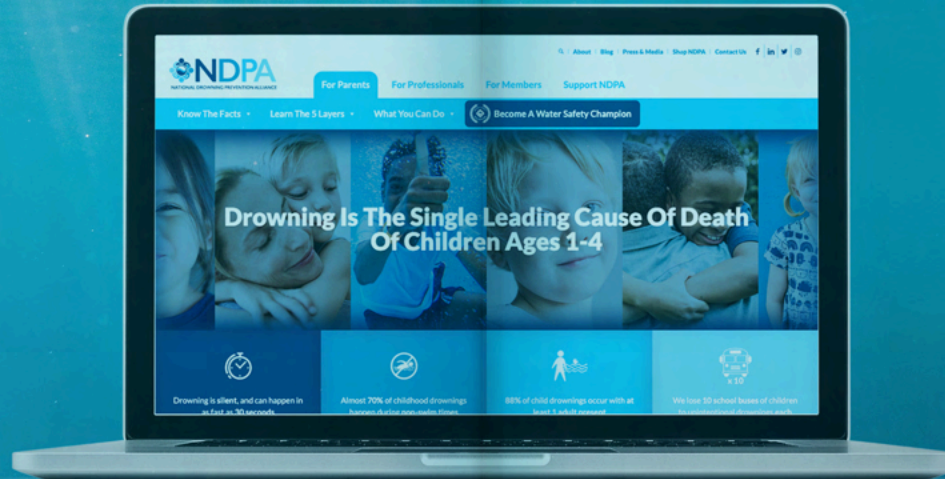 About | Blog | Press & Media | Shop NDPA | Contact Us
NDPA
NATIONAL DROWNING PREVENTION ALLIANCE
For Parents For Professionals For Members Support NDPA
Know The Facts Learn The 5 Layers What You Can Do Become A Water Safety Champion
Drowning Is The Single Leading Cause Of Death
Of Children Ages 1-4
x 10
Drowning is silent, and can happen in
as fast as 30 seconds
Almost 70% of childhood drownings
happen during non-swim times
88% of child drownings occur with at
least 1 adult present
We lose 10 school buses of children
to unintentional drownings each